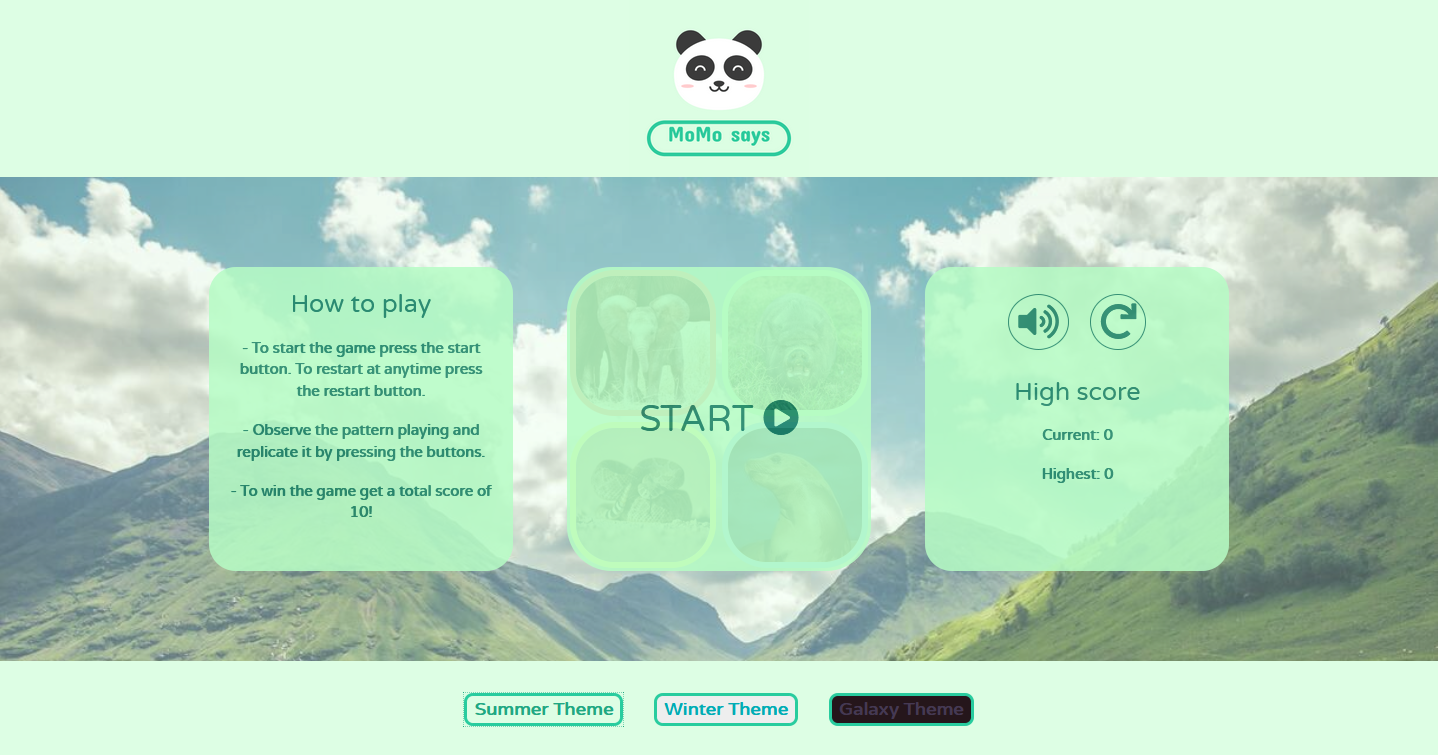 MoMo says
How to play
- To start the game press the start
button. To restart at anytime press
the restart button.
- Observe the pattern playing and
replicate it by pressing the buttons.
- To win the game get a total score of
10!
START
High score
Current: 0
Highest: 0
Summer Theme
Winter Theme
Galaxy Theme